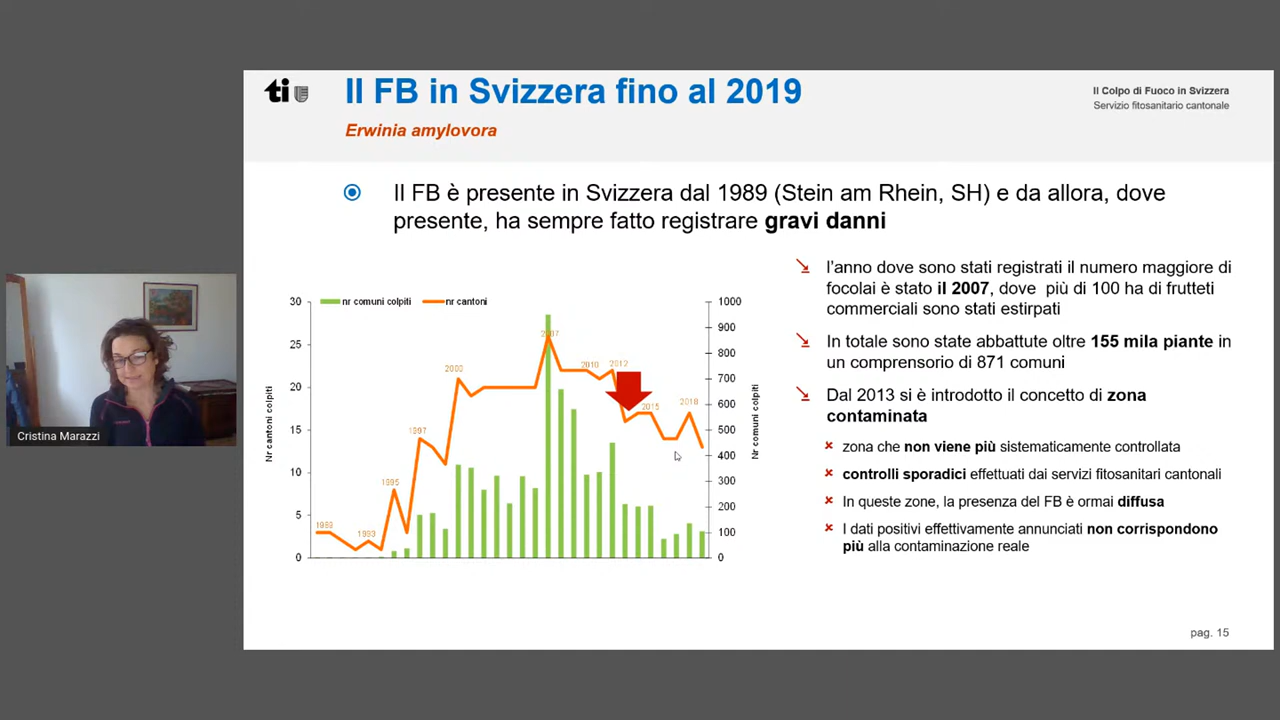 ti
Il FB in Svizzera fino al 2019
Erwinia amylovora
Il Colpo di Fuoco in Svizzera
Servizio fitosanitario cantonale
Il FB è presente in Svizzera dal 1989 (Stein am Rhein, SH) e da allora, dove
presente, ha sempre fatto registrare gravi danni
nr comuni colpiti
nr cantoni
30
25
20
15
10
5
0
Nr cantoni colpiti
1989
1993
1995
1997
2007
2010
2012
2015
2018
1000
900
800
700
600
500
400
300
200
100
0
Nr comuni colpiti
l'anno dove sono stati registrati il numero maggiore di
focolai è stato il 2007, dove più di 100 ha di frutteti
commerciali sono stati estirpati
In totale sono state abbattute oltre 155 mila piante in
un comprensorio di 871 comuni
Dal 2013 si è introdotto il concetto di zona
contaminata
zona che non viene più sistematicamente controllata
controlli sporadici effettuati dai servizi fitosanitari cantonali
In queste zone, la presenza del FB è ormai diffusa
I dati positivi effettivamente annunciati non corrispondono
più alla contaminazione reale
pag. 15
Cristina Marazzi